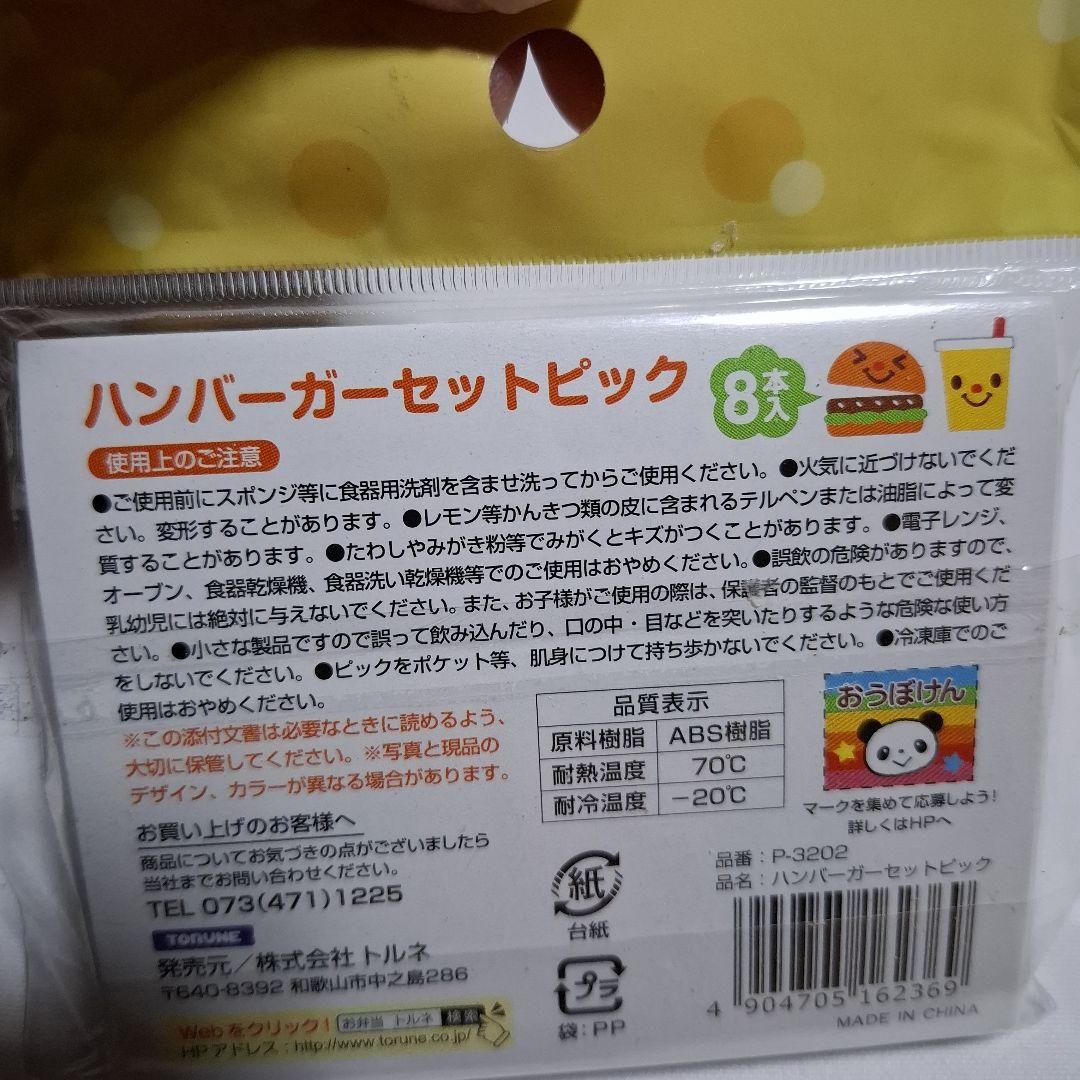 ハンバーガーセットピック
8本入
使用上のご注意
●ご使用前にスポンジ等に食器用洗剤を含ませ洗ってからご使用ください。●火気に近づけないでくだ
さい。変形することがあります。●レモン等かんきつ類の皮に含まれるテルペンまたは油脂によって変
質することがあります。●たわしやみがき粉等でみがくとキズがつくことがあります。●電子レンジ、
オーブン、食器乾燥機、食器洗い乾燥機等でのご使用はおやめください。●誤飲の危険がありますので、
乳幼児には絶対に与えないでください。また、お子様がご使用の際は、保護者の監督のもとでご使用くだ
さい。●小さな製品ですので誤って飲み込んだり、口の中・目などを突いたりするような危険な使い方
をしないでください。●ピックをポケット等、肌身につけて持ち歩かないでください。●冷凍庫でのご
使用はおやめください。
※この添付文書は必要なときに読めるよう、
大切に保管してください。※写真と現品の
デザイン、カラーが異なる場合があります。
品質表示
原料樹脂 ABS樹脂
耐熱温度 70℃
耐冷温度 -20℃
おうぼけん
マークを集めて応募しよう!
詳しくはHPへ
お買い上げのお客様へ
商品についてお気づきの点がございましたら
当社までお問い合わせください。
TEL 073(471)1225
TORUNE
発売元/株式会社 トルネ
〒640-8392 和歌山市中之島286
Webをクリック! お弁当 トルネ 検索
HPアドレス:http://www.torune.co.jp/
紙
台紙
プラ
袋:PP
品番:P-3202
品名:ハンバーガーセットピック
4 904705 162369
MADE IN CHINA